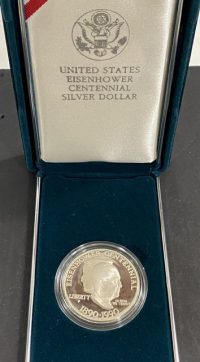 UNITED STATES
EISENHOWER
CENTENNIAL
SILVER DOLLAR
EISENHOWER CENTENNIAL
LIBERTY
1890-1990